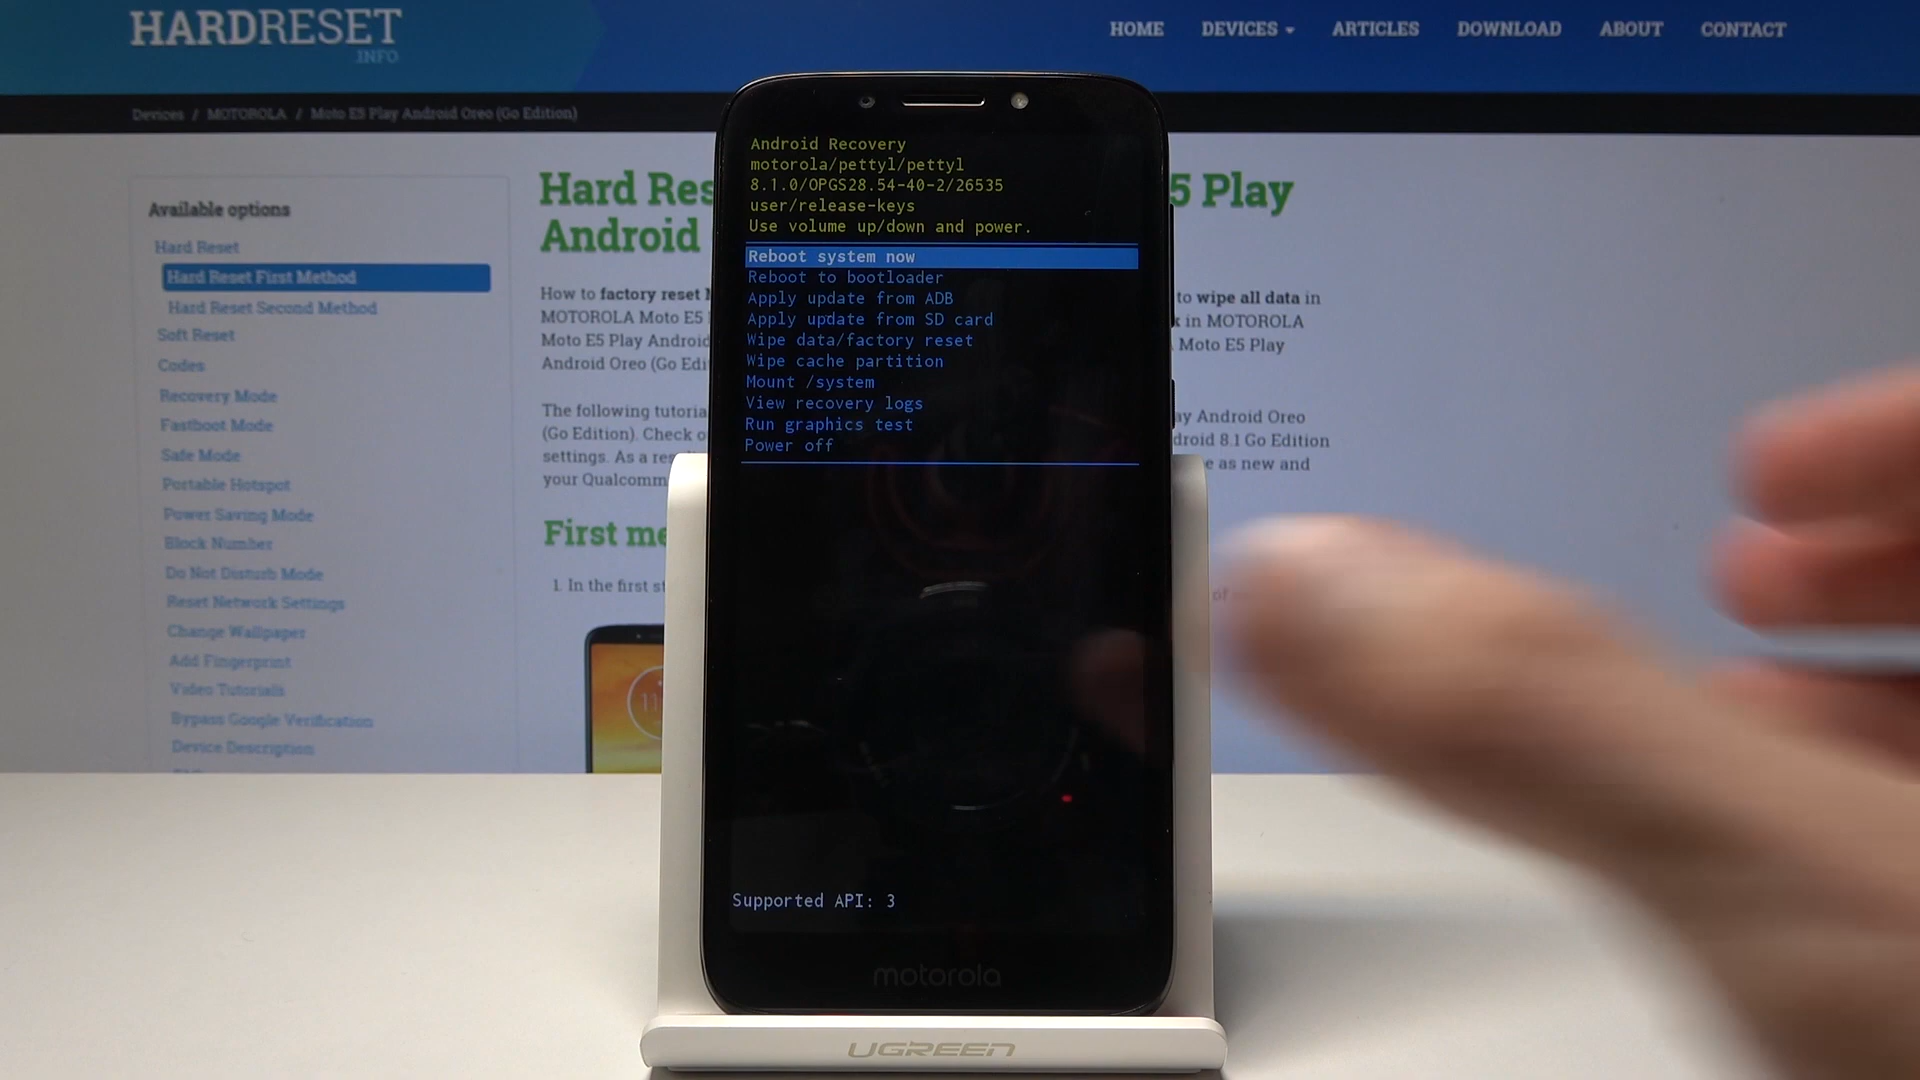 HARDRESET
.INFO
HOME DEVICES ARTICLES DOWNLOAD ABOUT CONTACT
Devices / MOTOROLA / Moto E5 Play Android Oreo (Go Edition)
Available options
Hard Reset
Hard Reset First Method
Hard Reset Second Method
Soft Reset
Codes
Recovery Mode
Fastboot Mode
Safe Mode
Portable Hotspot
Power Saving Mode
Block Number
Do Not Disturb Mode
Reset Network Settings
Change Wallpaper
Add Fingerprint
Video Tutorials
Bypass Google Verification
Device Description
Hard 5 Play
Android
How to factory reset to wipe all data in
MOTOROLA Moto E5 in MOTOROLA
Moto E5 Play Android Moto E5 Play
Android Oreo (Go
The following Android Oreo
(Go Edition). Check 8.1 Go Edition
settings. As a as new and
your
First
1. In the first
Android Recovery
motorola/pettyl/pettyl
8.1.0/OPGS28.54-40-2/26535
user/release-keys
Use volume up/down and power.
Reboot system now
Reboot to bootloader
Apply update from ADB
Apply update from SD card
Wipe data/factory reset
Wipe cache partition
Mount /system
View recovery logs
Run graphics test
Power off
Supported API: 3
motorola
UGREEN